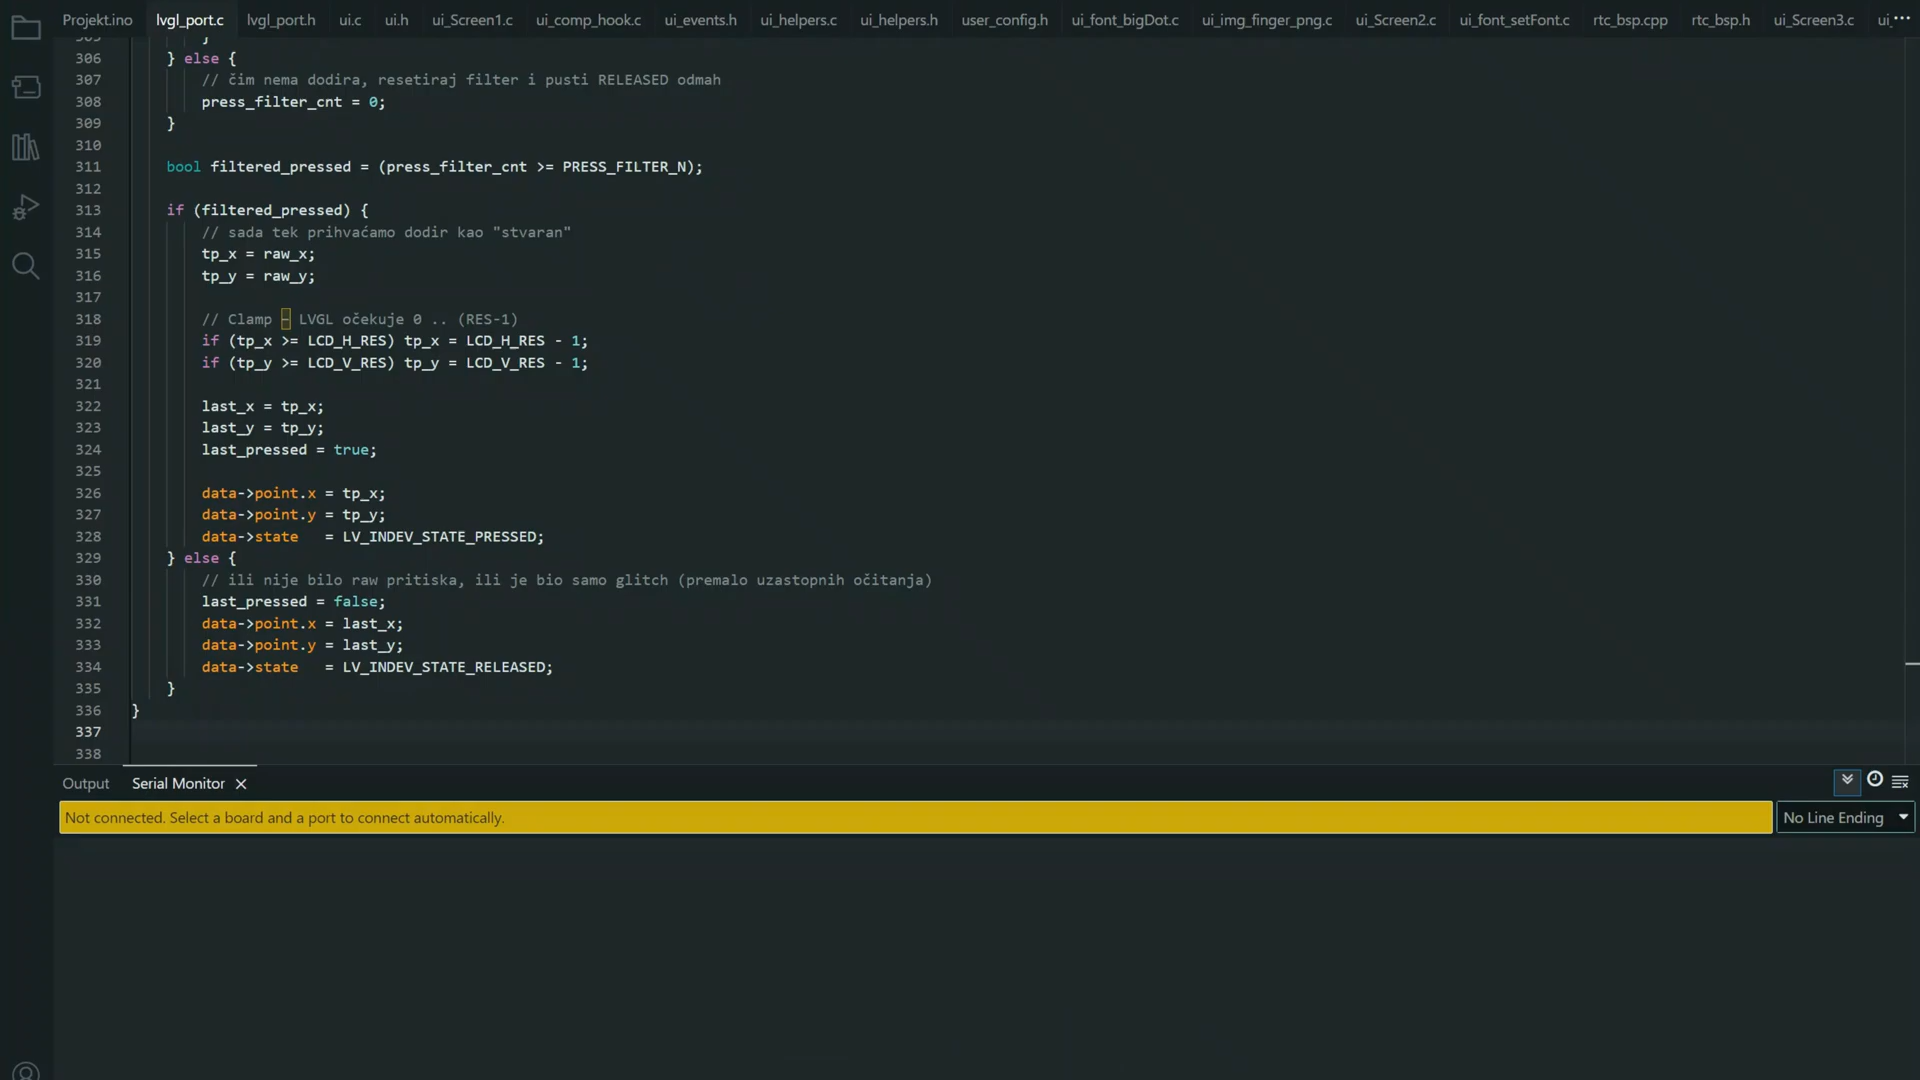 Projekt.ino lvgl_port.c lvgl_port.h ui.c ui.h ui_Screen1.c ui_comp_hook.c ui_events.h ui_helpers.c ui_helpers.h user_config.h ui_font_bigDot.c ui_img_finger_png.c ui_Screen2.c ui_font_setFont.c rtc_bsp.cpp rtc_bsp.h ui_Screen3.c ui_ ...
305 }
306 } else {
307 // čim nema dodira, resetiraj filter i pusti RELEASED odmah
308 press_filter_cnt = 0;
309 }
310
311 bool filtered_pressed = (press_filter_cnt >= PRESS_FILTER_N);
312
313 if (filtered_pressed) {
314 // sada tek prihvaćamo dodir kao "stvaran"
315 tp_x = raw_x;
316 tp_y = raw_y;
317
318 // Clamp – LVGL očekuje 0 .. (RES-1)
319 if (tp_x >= LCD_H_RES) tp_x = LCD_H_RES - 1;
320 if (tp_y >= LCD_V_RES) tp_y = LCD_V_RES - 1;
321
322 last_x = tp_x;
323 last_y = tp_y;
324 last_pressed = true;
325
326 data->point.x = tp_x;
327 data->point.y = tp_y;
328 data->state   = LV_INDEV_STATE_PRESSED;
329 } else {
330 // ili nije bilo raw pritiska, ili je bio samo glitch (premalo uzastopnih očitanja)
331 last_pressed = false;
332 data->point.x = last_x;
333 data->point.y = last_y;
334 data->state   = LV_INDEV_STATE_RELEASED;
335 }
336 }
337
338
Output Serial Monitor
Not connected. Select a board and a port to connect automatically.
No Line Ending